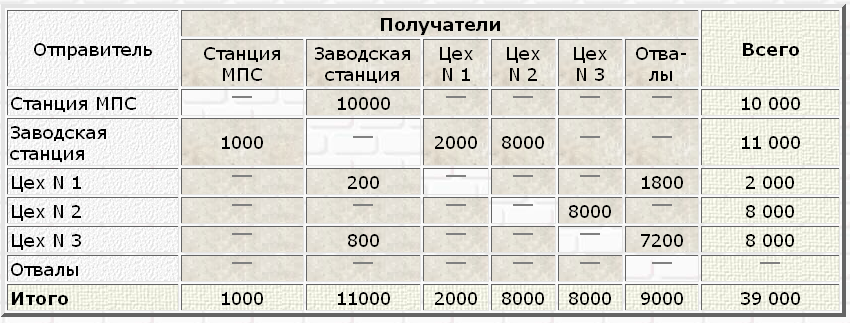 Отправитель
Получатели
Всего
Станция
МПС
Заводская
станция
Цех
N 1
Цех
N 2
Цех
N 3
Отва-
лы
Станция МПС — 10000 — — — — 10 000
Заводская
станция
1000 — 2000 8000 — — 11 000
Цех N 1 — 200 — — — 1800 2 000
Цех N 2 — — — — 8000 — 8 000
Цех N 3 — 800 — — — 7200 8 000
Отвалы — — — — — — —
Итого 1000 11000 2000 8000 8000 9000 39 000